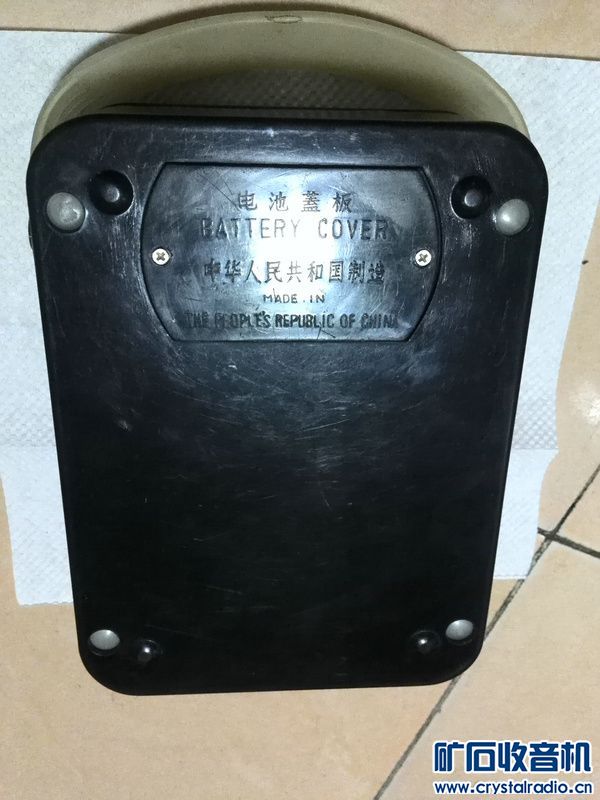 电池蓋板
BATTERY COVER
中华人民共和国制造
MADE IN
THE PEOPLE'S REPUBLIC OF CHINA
矿石收音机
www.crystalradio.cn